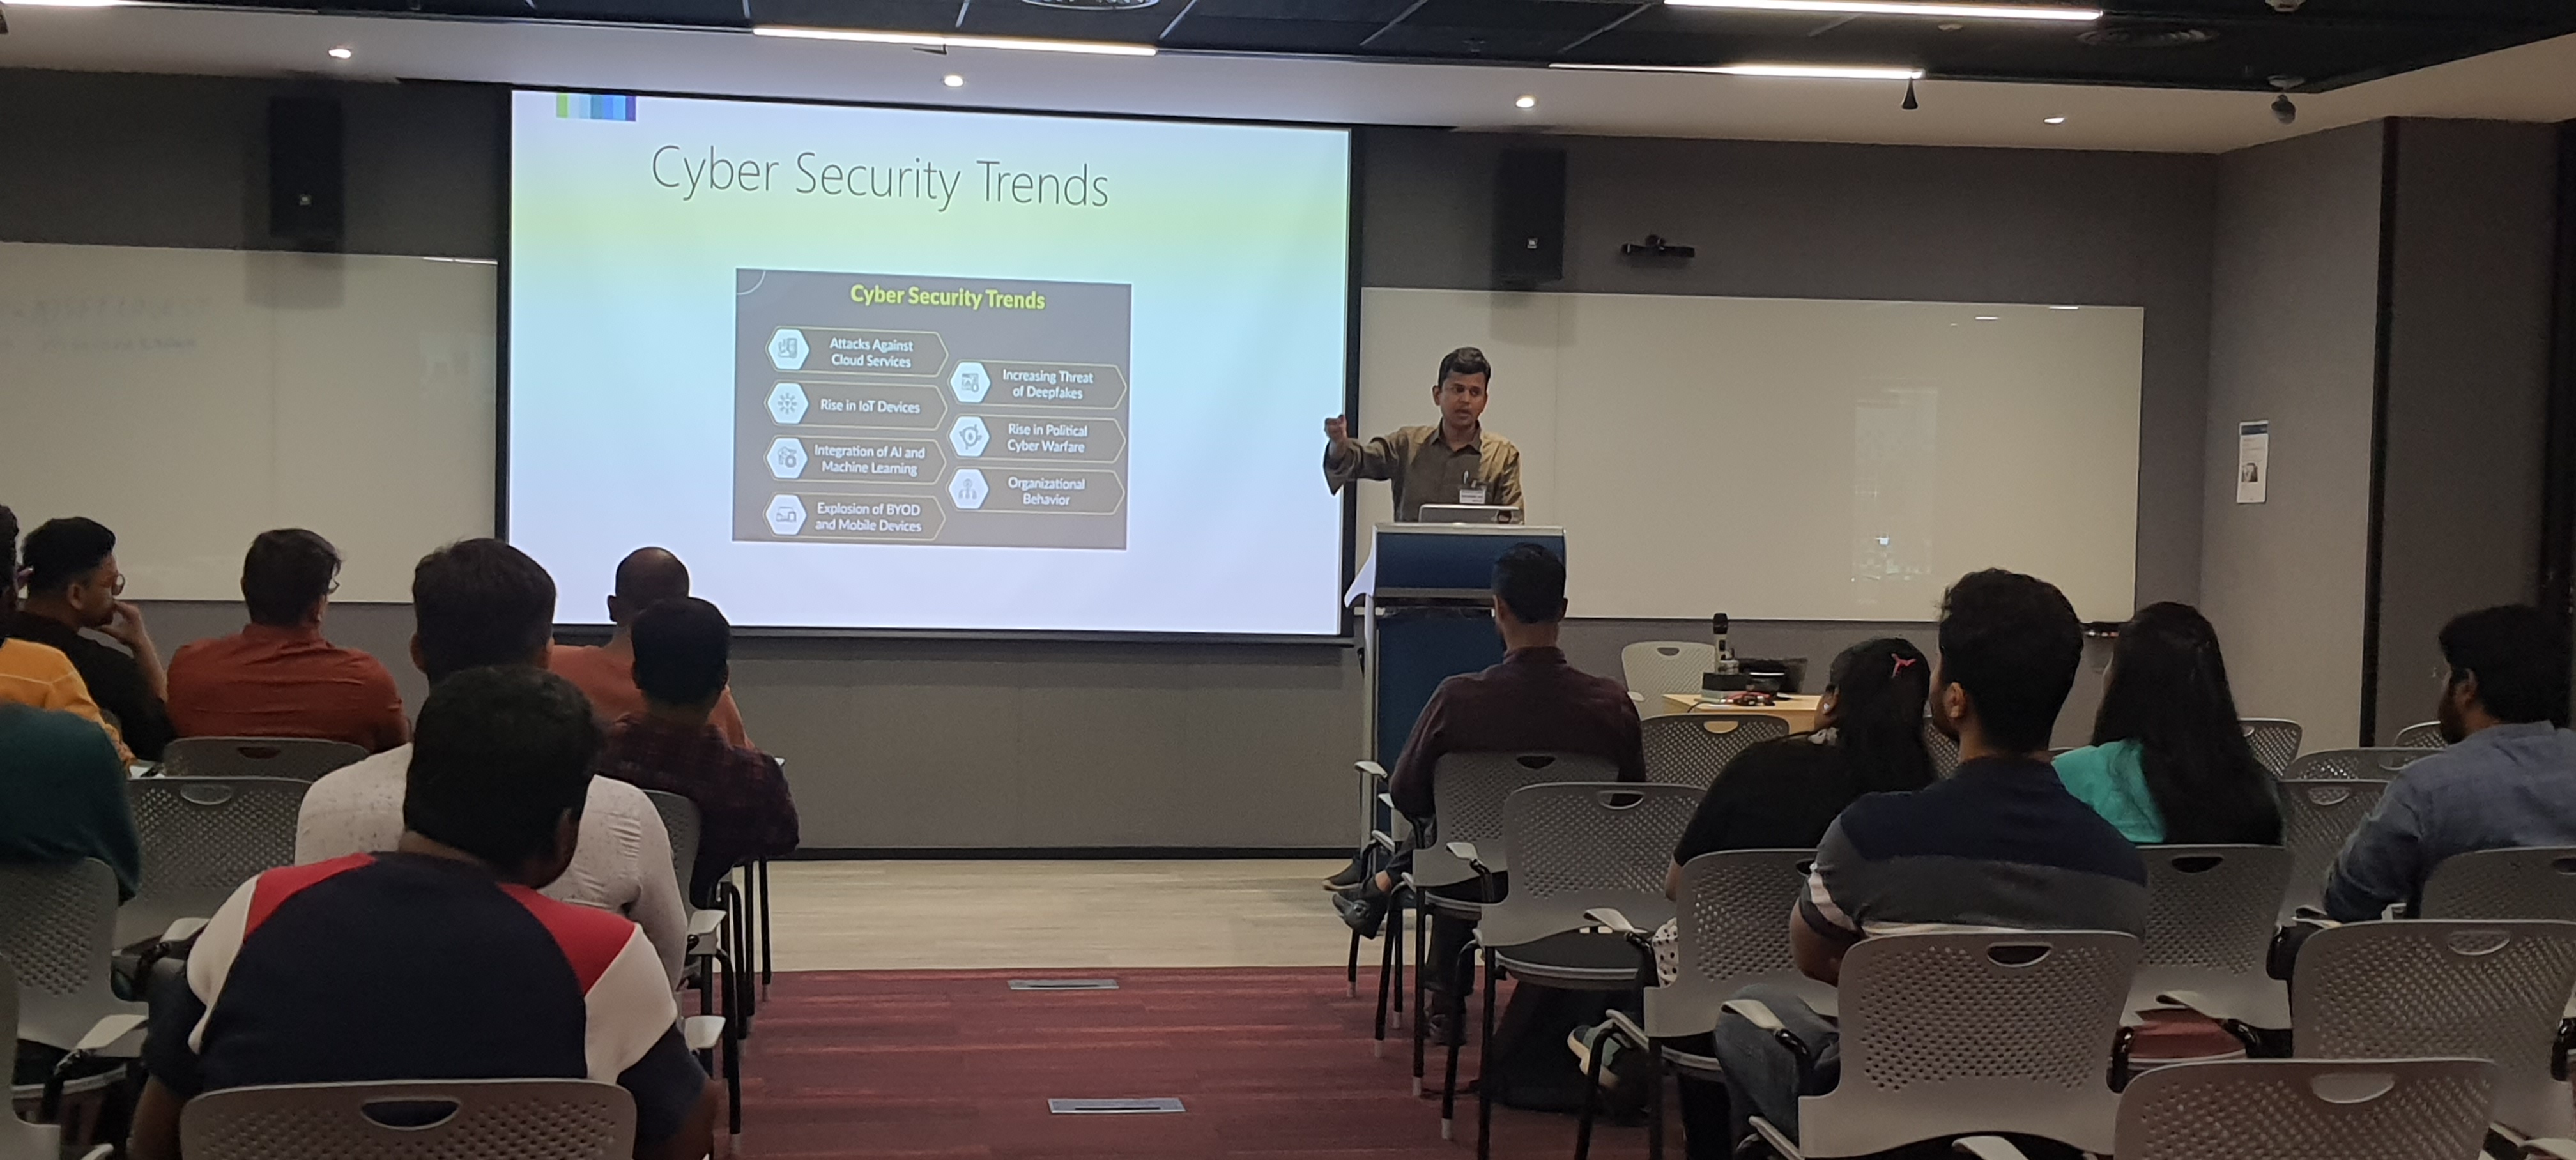 Cyber Security Trends
Cyber Security Trends
Attacks Against
Cloud Services
Rise in IoT Devices
Integration of AI and
Machine Learning
Explosion of BYOD
and Mobile Devices
Increasing Threat
of Deepfakes
Rise in Political
Cyber Warfare
Organizational
Behavior